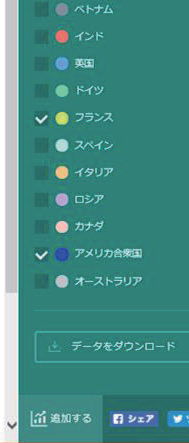 ベトナム
インド
英国
ドイツ
フランス
スペイン
イタリア
ロシア
カナダ
アメリカ合衆国
オーストラリア
データをダウンロード
追加する
シェア